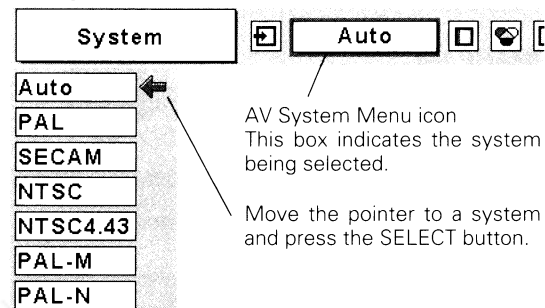 System
Auto
Auto
PAL
SECAM
NTSC
NTSC4.43
PAL-M
PAL-N
AV System Menu icon
This box indicates the system
being selected.
Move the pointer to a system
and press the SELECT button.